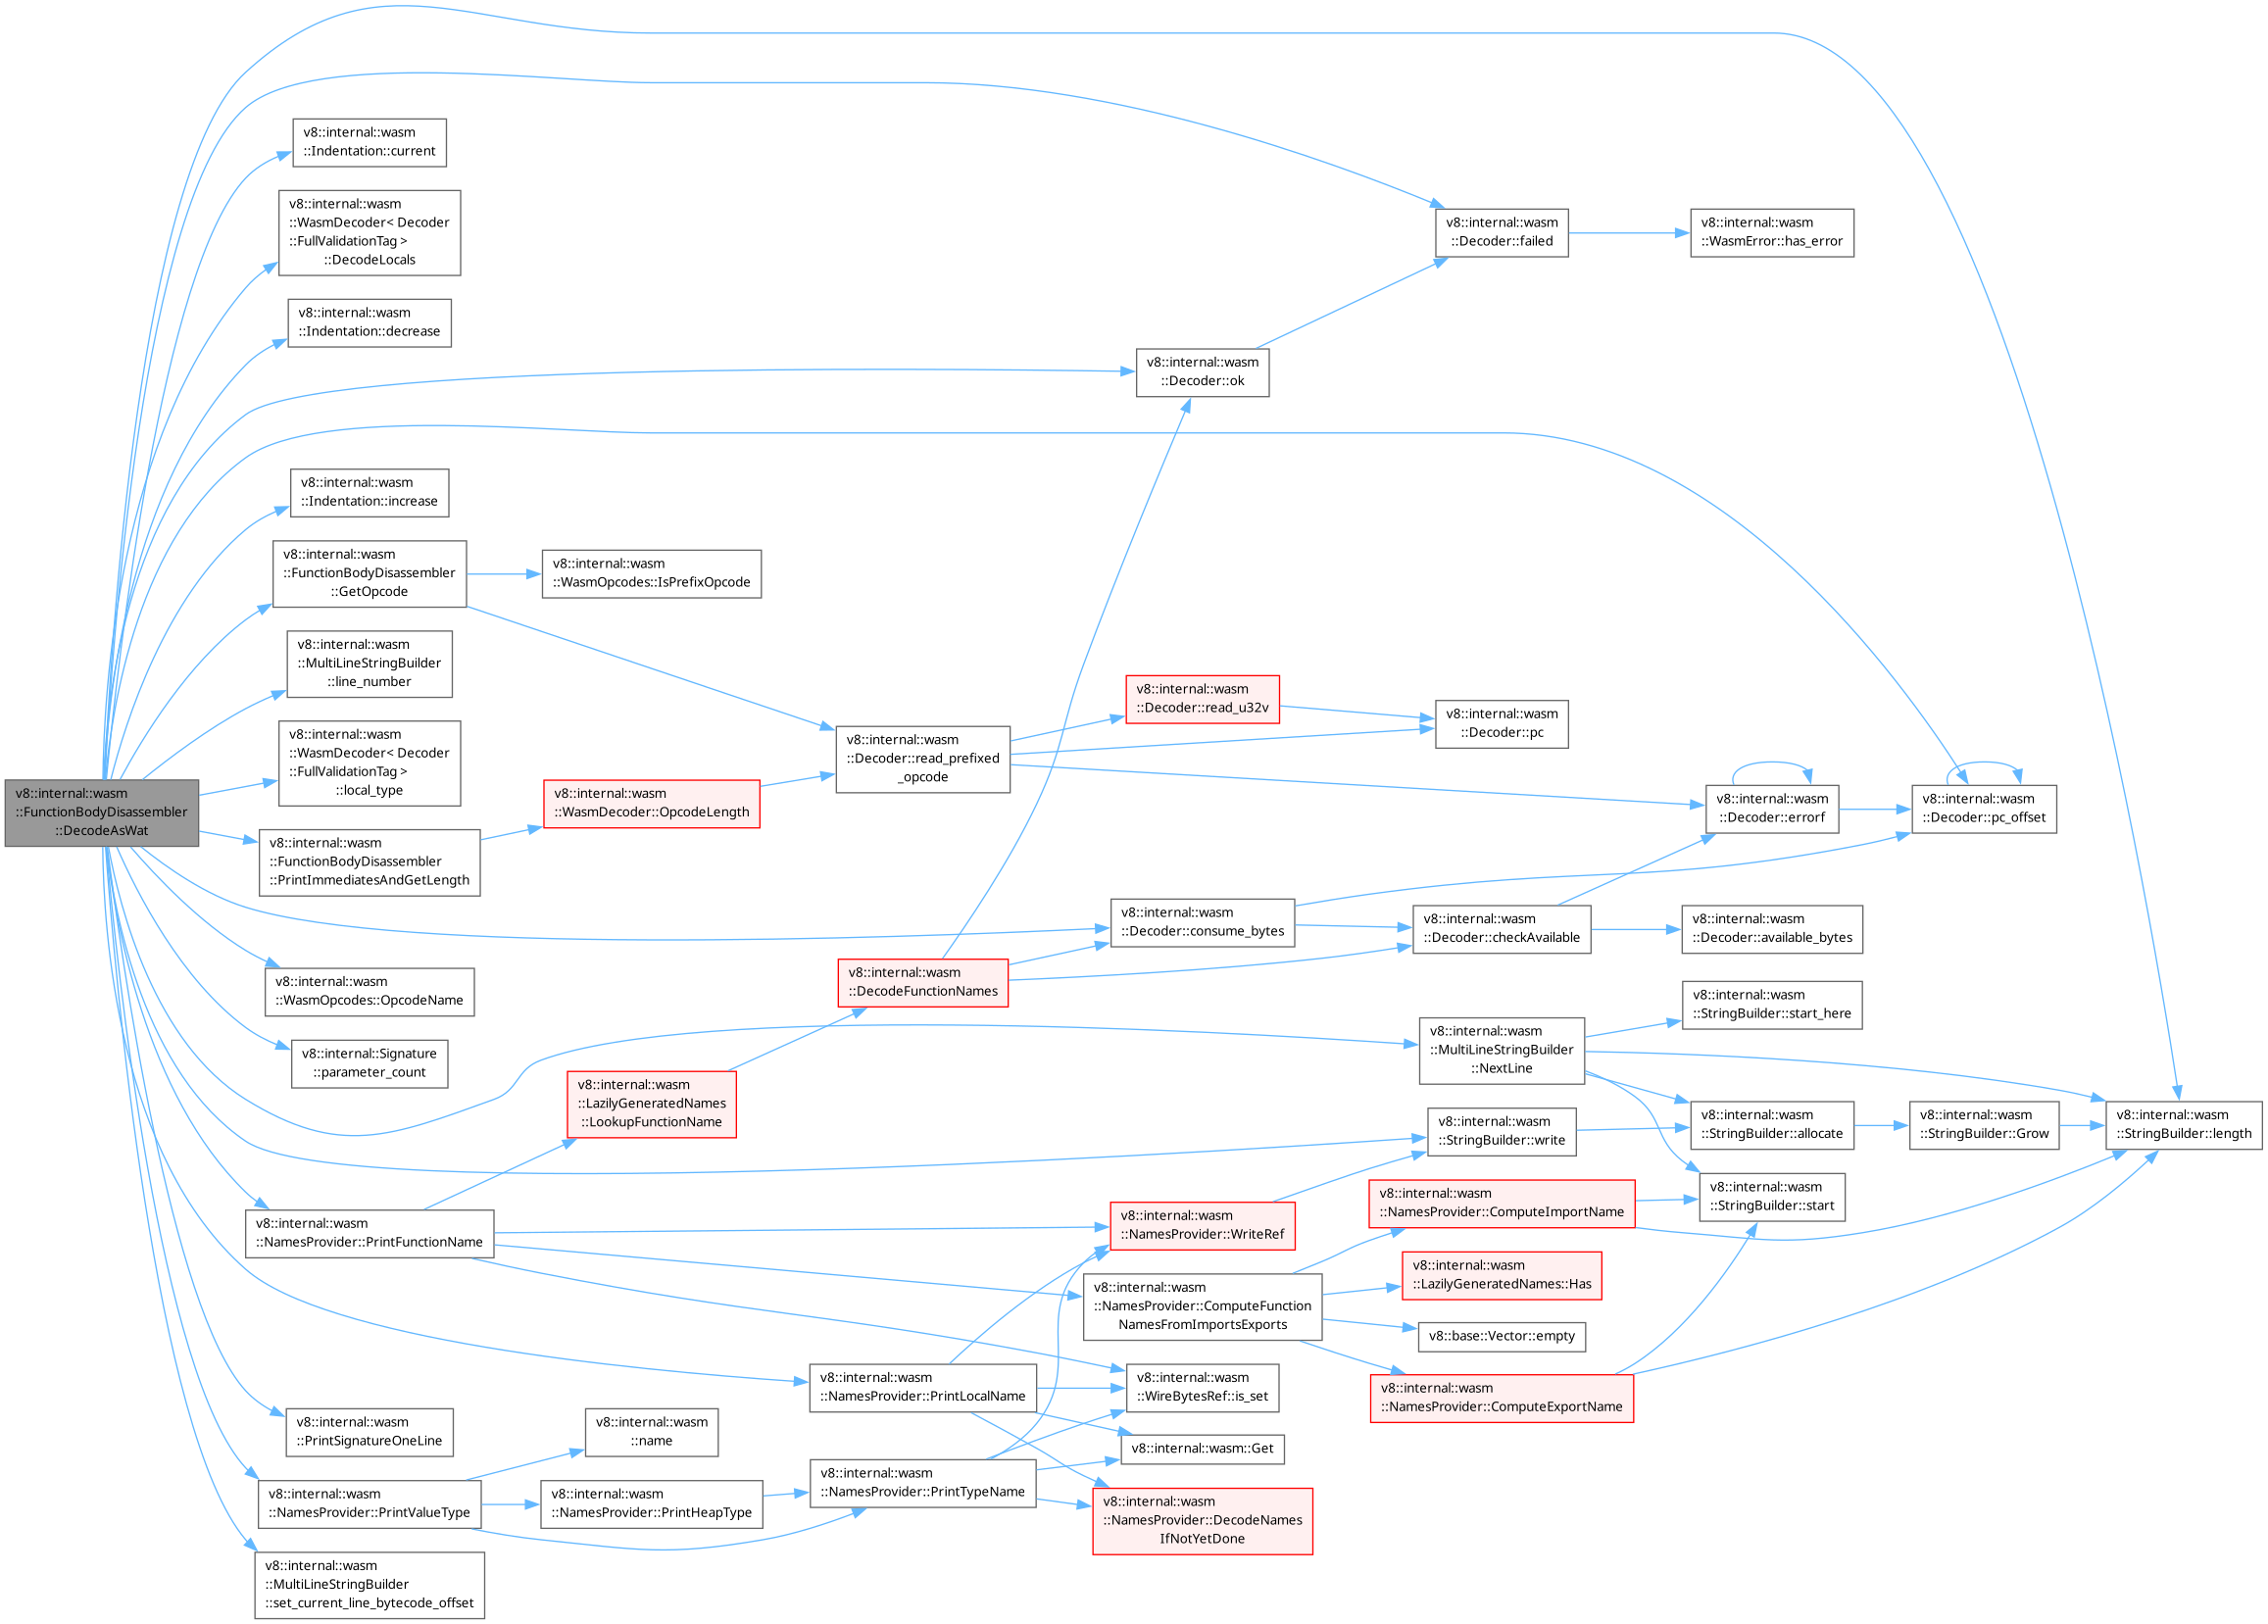 v8::internal::wasm
::FunctionBodyDisassembler
::DecodeAsWat
v8::internal::wasm
::Indentation::current
v8::internal::wasm
::WasmDecoder< Decoder
::FullValidationTag >
::DecodeLocals
v8::internal::wasm
::Indentation::decrease
v8::internal::wasm
::Indentation::increase
v8::internal::wasm
::FunctionBodyDisassembler
::GetOpcode
v8::internal::wasm
::MultiLineStringBuilder
::line_number
v8::internal::wasm
::WasmDecoder< Decoder
::FullValidationTag >
::local_type
v8::internal::wasm
::FunctionBodyDisassembler
::PrintImmediatesAndGetLength
v8::internal::wasm
::WasmOpcodes::OpcodeName
v8::internal::Signature
::parameter_count
v8::internal::wasm
::NamesProvider::PrintFunctionName
v8::internal::wasm
::PrintSignatureOneLine
v8::internal::wasm
::NamesProvider::PrintValueType
v8::internal::wasm
::MultiLineStringBuilder
::set_current_line_bytecode_offset
v8::internal::wasm
::WasmOpcodes::IsPrefixOpcode
v8::internal::wasm
::WasmDecoder::OpcodeLength
v8::internal::wasm
::LazilyGeneratedNames
::LookupFunctionName
v8::internal::wasm
::name
v8::internal::wasm
::NamesProvider::PrintHeapType
v8::internal::wasm
::Decoder::read_prefixed
_opcode
v8::internal::wasm
::DecodeFunctionNames
v8::internal::wasm
::NamesProvider::PrintLocalName
v8::internal::wasm
::NamesProvider::PrintTypeName
v8::internal::wasm
::Decoder::ok
v8::internal::wasm
::Decoder::read_u32v
v8::internal::wasm
::Decoder::consume_bytes
v8::internal::wasm
::NamesProvider::WriteRef
v8::internal::wasm
::NamesProvider::ComputeFunction
NamesFromImportsExports
v8::internal::wasm
::WireBytesRef::is_set
v8::internal::wasm::Get
v8::internal::wasm
::NamesProvider::DecodeNames
IfNotYetDone
v8::internal::wasm
::Decoder::failed
v8::internal::wasm
::Decoder::pc
v8::internal::wasm
::Decoder::checkAvailable
v8::internal::wasm
::MultiLineStringBuilder
::NextLine
v8::internal::wasm
::StringBuilder::write
v8::internal::wasm
::NamesProvider::ComputeImportName
v8::internal::wasm
::LazilyGeneratedNames::Has
v8::base::Vector::empty
v8::internal::wasm
::NamesProvider::ComputeExportName
v8::internal::wasm
::WasmError::has_error
v8::internal::wasm
::Decoder::errorf
v8::internal::wasm
::Decoder::available_bytes
v8::internal::wasm
::StringBuilder::start_here
v8::internal::wasm
::StringBuilder::allocate
v8::internal::wasm
::StringBuilder::start
v8::internal::wasm
::Decoder::pc_offset
v8::internal::wasm
::StringBuilder::Grow
v8::internal::wasm
::StringBuilder::length